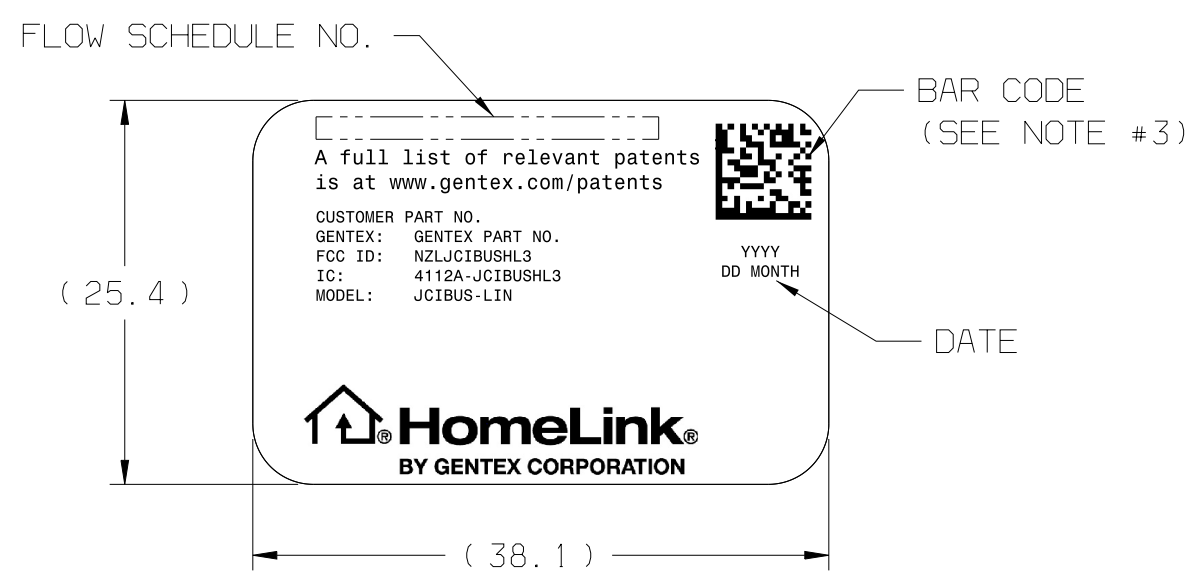 FLOW SCHEDULE NO.
BAR CODE
(SEE NOTE #3)
A full list of relevant patents
is at www.gentex.com/patents
CUSTOMER PART NO.
GENTEX: GENTEX PART NO.
FCC ID: NZLJCIBUSHL3
IC: 4112A-JCIBUSHL3
MODEL: JCIBUS-LIN
YYYY
DD MONTH
(25.4)
DATE
® HomeLink®
BY GENTEX CORPORATION
(38.1)